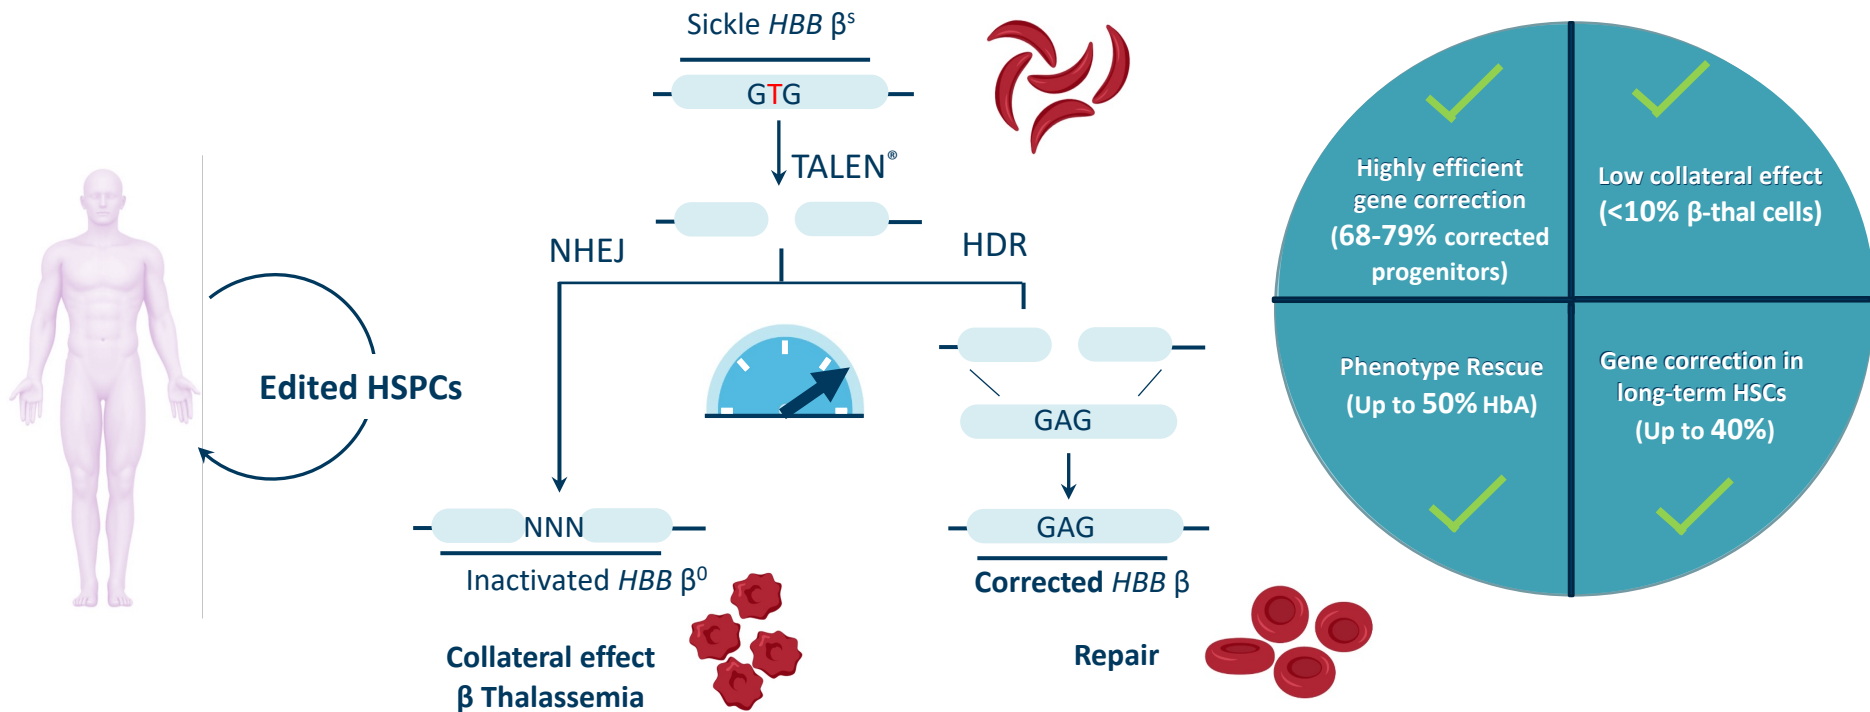 Sickle HBB βˢ
GTG
TALEN®
NHEJ
HDR
Edited HSPCs
GAG
NNN
GAG
Inactivated HBB β⁰
Corrected HBB β
Collateral effect
β Thalassemia
Repair
Highly efficient
gene correction
(68-79% corrected
progenitors)
Low collateral effect
(<10% β-thal cells)
Phenotype Rescue
(Up to 50% HbA)
Gene correction in
long-term HSCs
(Up to 40%)